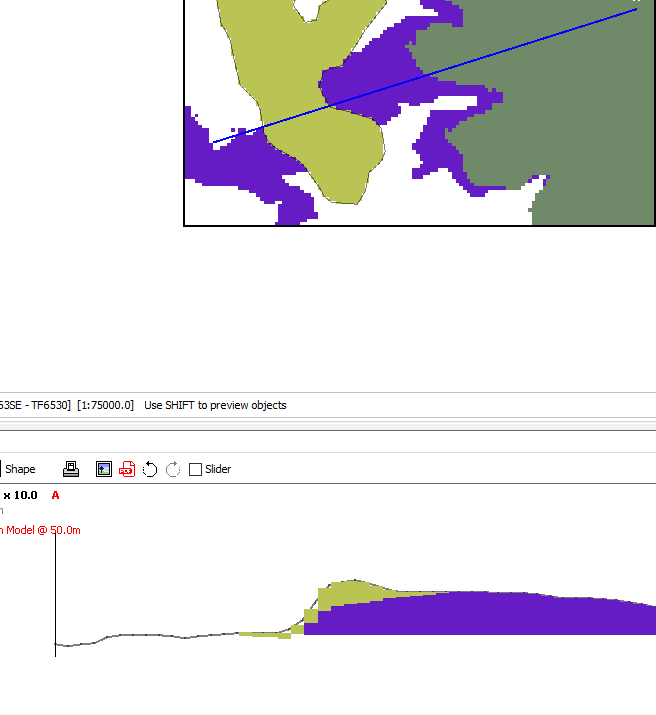 53SE - TF6530] [1:75000.0] Use SHIFT to preview objects
Shape Slider
x 10.0 A
Model @ 50.0m